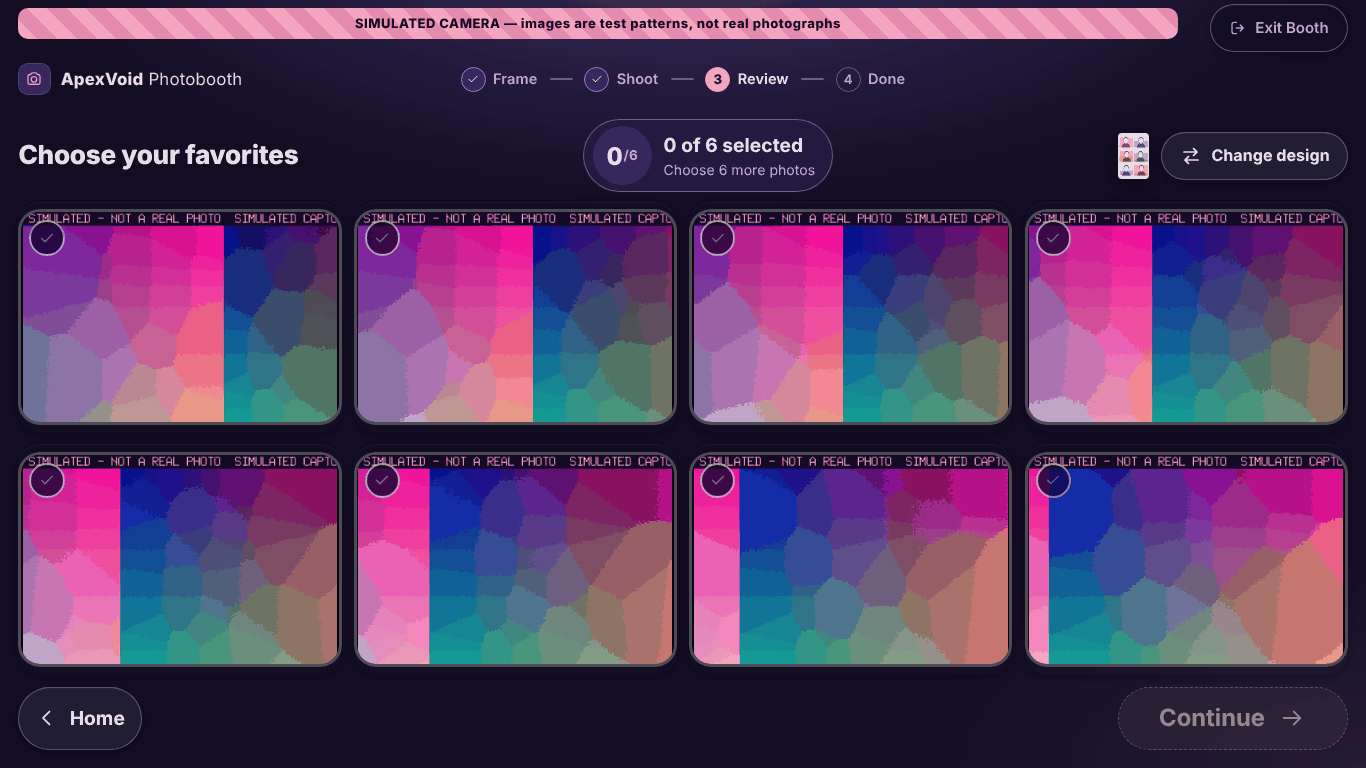 SIMULATED CAMERA — images are test patterns, not real photographs
Exit Booth
ApexVoid Photobooth
Frame
Shoot
3 Review
4 Done
Choose your favorites
0/6
0 of 6 selected
Choose 6 more photos
Change design
SIMULATED - NOT A REAL PHOTO SIMULATED CAPTU
SIMULATED - NOT A REAL PHOTO SIMULATED CAPTU
SIMULATED - NOT A REAL PHOTO SIMULATED CAPTU
SIMULATED - NOT A REAL PHOTO SIMULATED CAPTU
SIMULATED - NOT A REAL PHOTO SIMULATED CAPTU
SIMULATED - NOT A REAL PHOTO SIMULATED CAPTU
SIMULATED - NOT A REAL PHOTO SIMULATED CAPTU
SIMULATED - NOT A REAL PHOTO SIMULATED CAPTU
Home
Continue